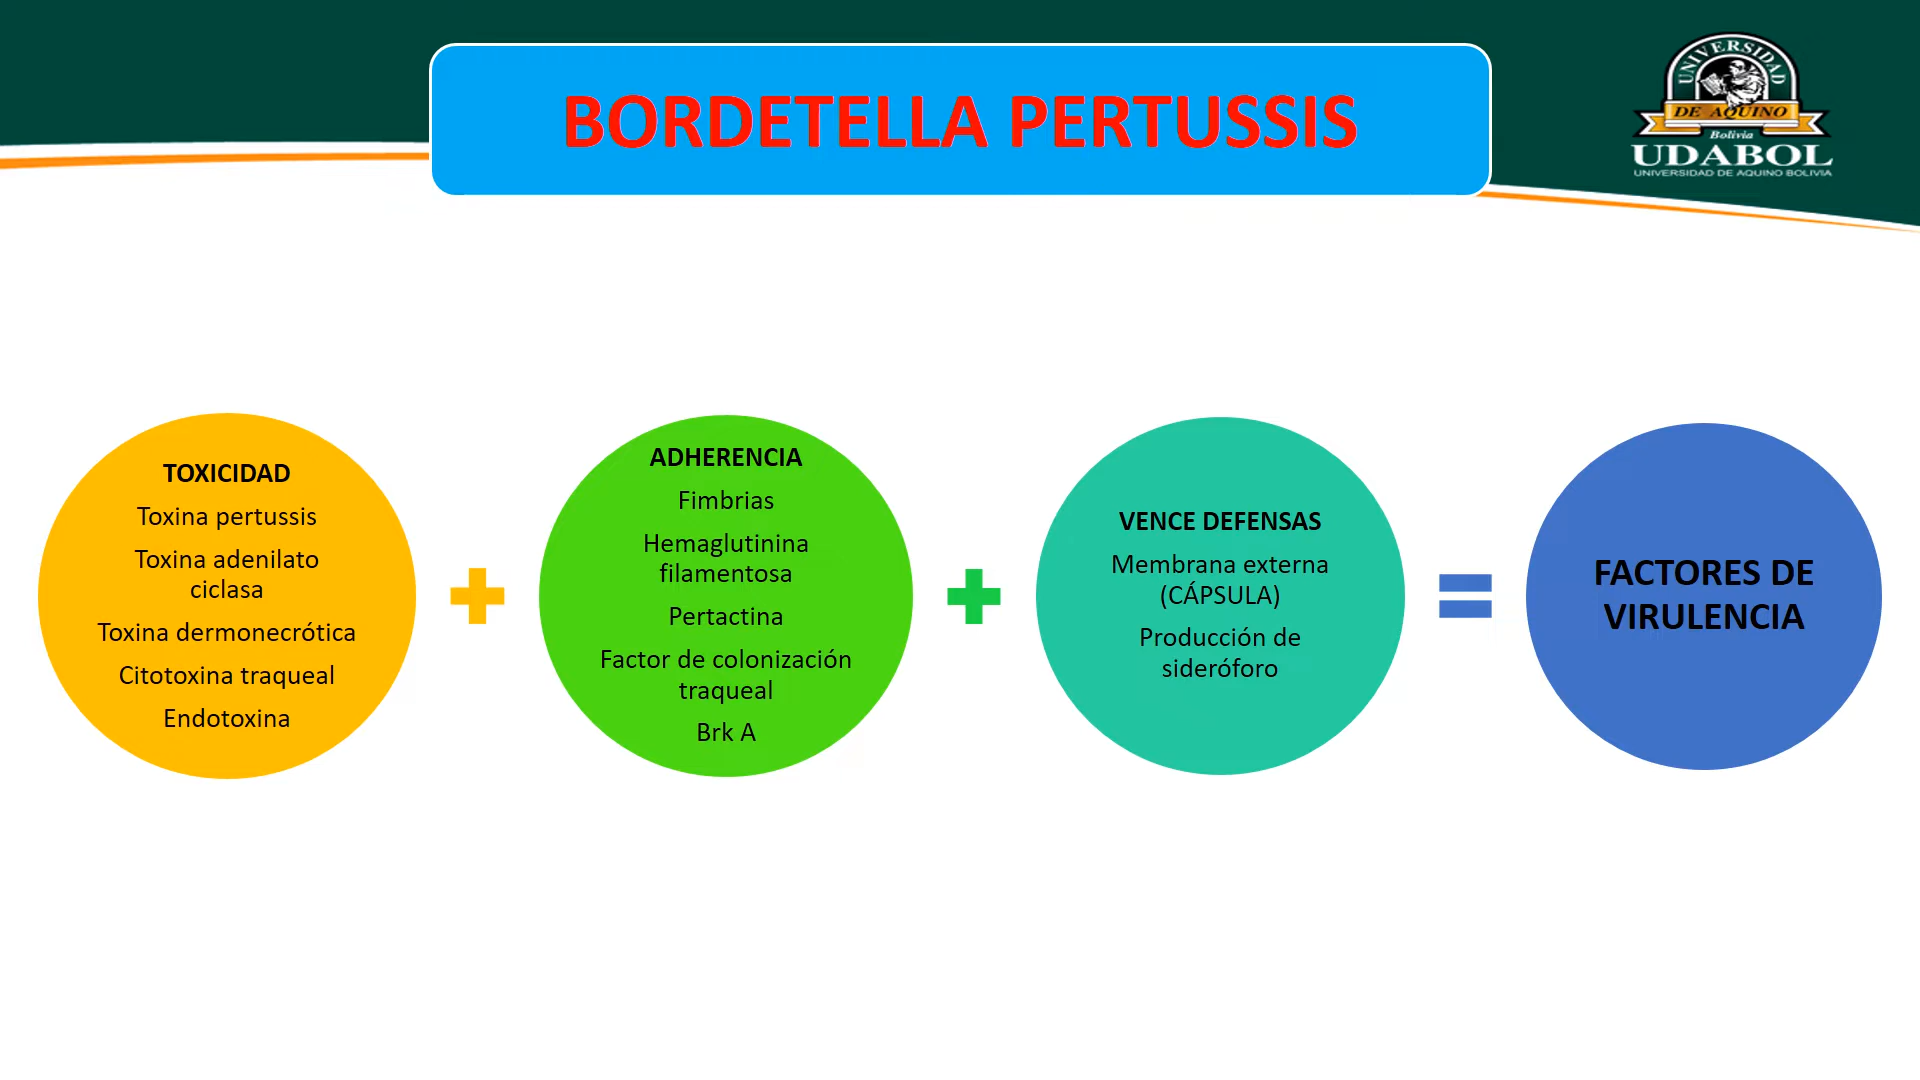 BORDETELLA PERTUSSIS
UNIVERSIDAD
DE AQUINO
Bolivia
UDABOL
UNIVERSIDAD DE AQUINO BOLIVIA
TOXICIDAD
Toxina pertussis
Toxina adenilato
ciclasa
Toxina dermonecrótica
Citotoxina traqueal
Endotoxina
ADHERENCIA
Fimbrias
Hemaglutinina
filamentosa
Pertactina
Factor de colonización
traqueal
Brk A
VENCE DEFENSAS
Membrana externa
(CÁPSULA)
Producción de
sideróforo
FACTORES DE
VIRULENCIA